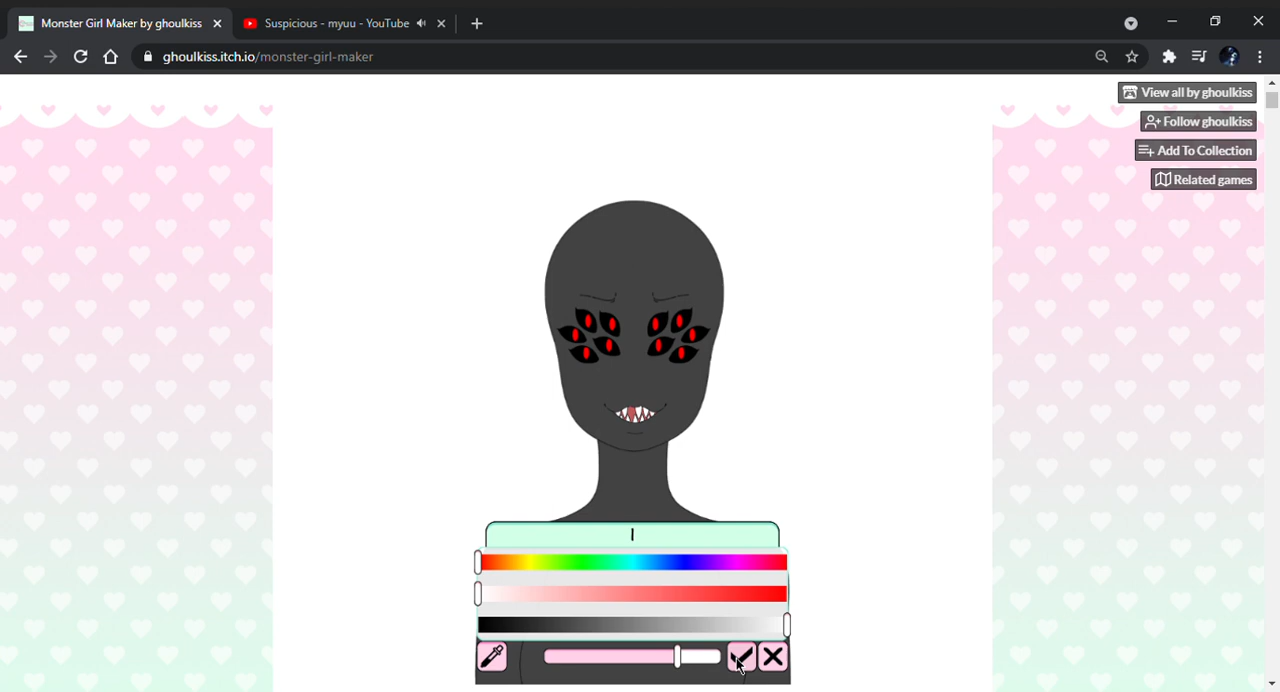 Monster Girl Maker by ghoulkiss
Suspicious - myuu - YouTube
ghoulkiss.itch.io/monster-girl-maker
View all by ghoulkiss
Follow ghoulkiss
Add To Collection
Related games